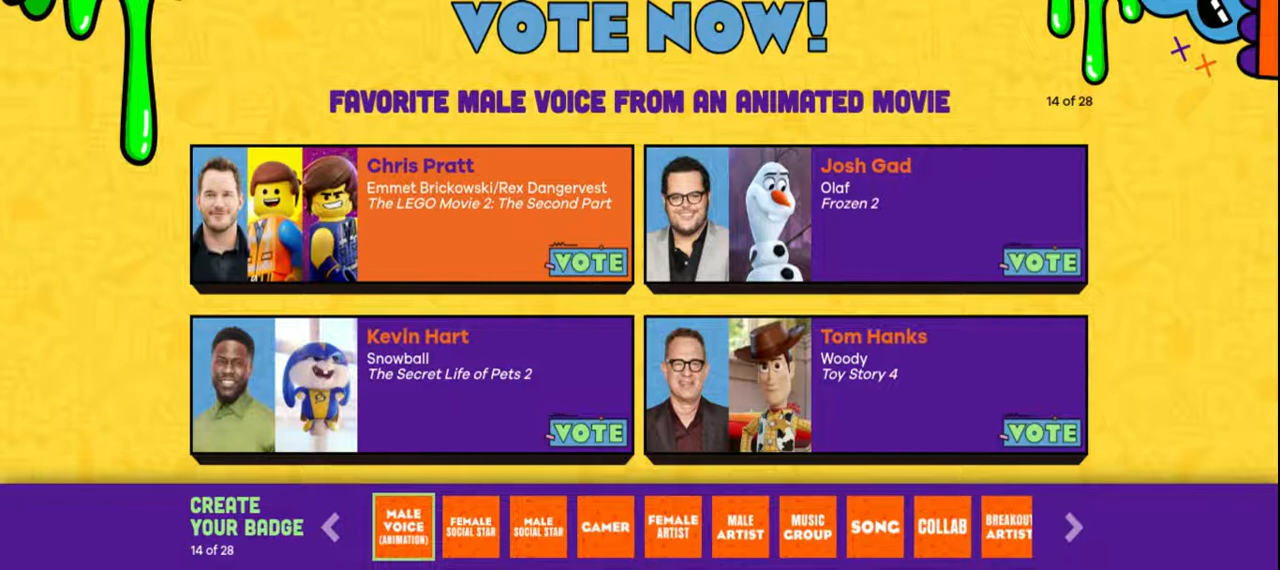 VOTE NOW!
FAVORITE MALE VOICE FROM AN ANIMATED MOVIE
14 of 28
Chris Pratt
Emmet Brickowski/Rex Dangervest
The LEGO Movie 2: The Second Part
VOTE
Josh Gad
Olaf
Frozen 2
VOTE
Kevin Hart
Snowball
The Secret Life of Pets 2
VOTE
Tom Hanks
Woody
Toy Story 4
VOTE
CREATE
YOUR BADGE
14 of 28
MALE
VOICE
(ANIMATION)
FEMALE
SOCIAL STAR
MALE
SOCIAL STAR
GAMER
FEMALE
ARTIST
MALE
ARTIST
MUSIC
GROUP
SONG
COLLAB
BREAKOUT
ARTIST